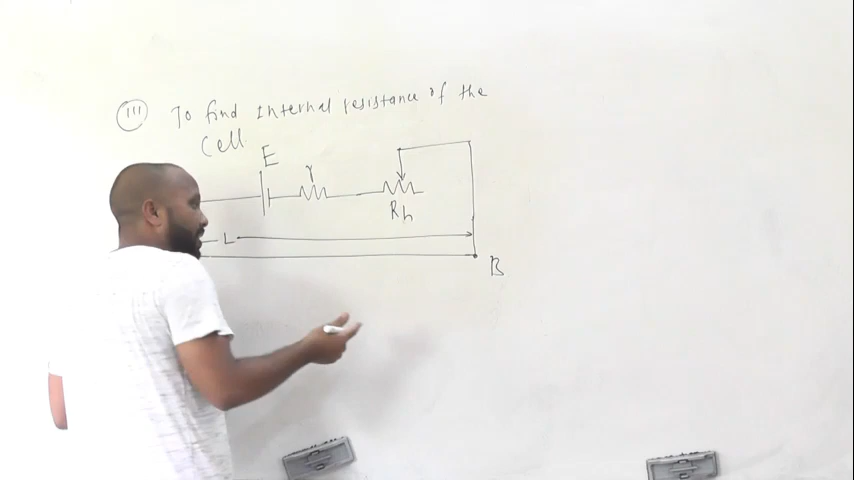 III To find Internal resistance of the
Cell
E
r
Rh
L
B